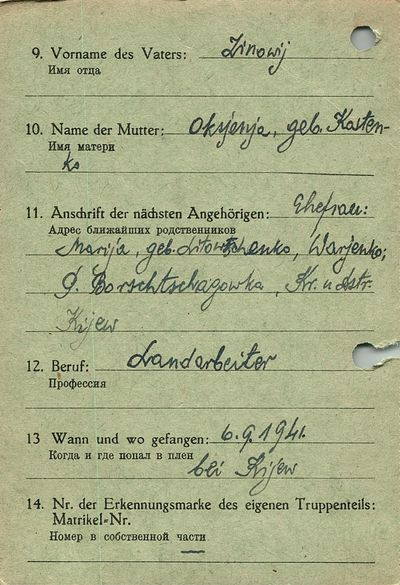 9. Vorname des Vaters: Zinowij
Имя отца
10. Name der Mutter: Oksjenja, geb. Kosten-
Имя матери
ko
11. Anschrift der nächsten Angehörigen: Ehefrau:
Адрес ближайших родственников
Marija, geb. Litowtschenko, Warjenko;
D. Borschtschagowka, Kr. u. dstr.
Kijew
12. Beruf: Landarbeiter
Профессия
13 Wann und wo gefangen: 6.9.1941.
Когда и где попал в плен
bei Kijew
14. Nr. der Erkennungsmarke des eigenen Truppenteils:
Matrikel-Nr.
Номер в собственной части
—